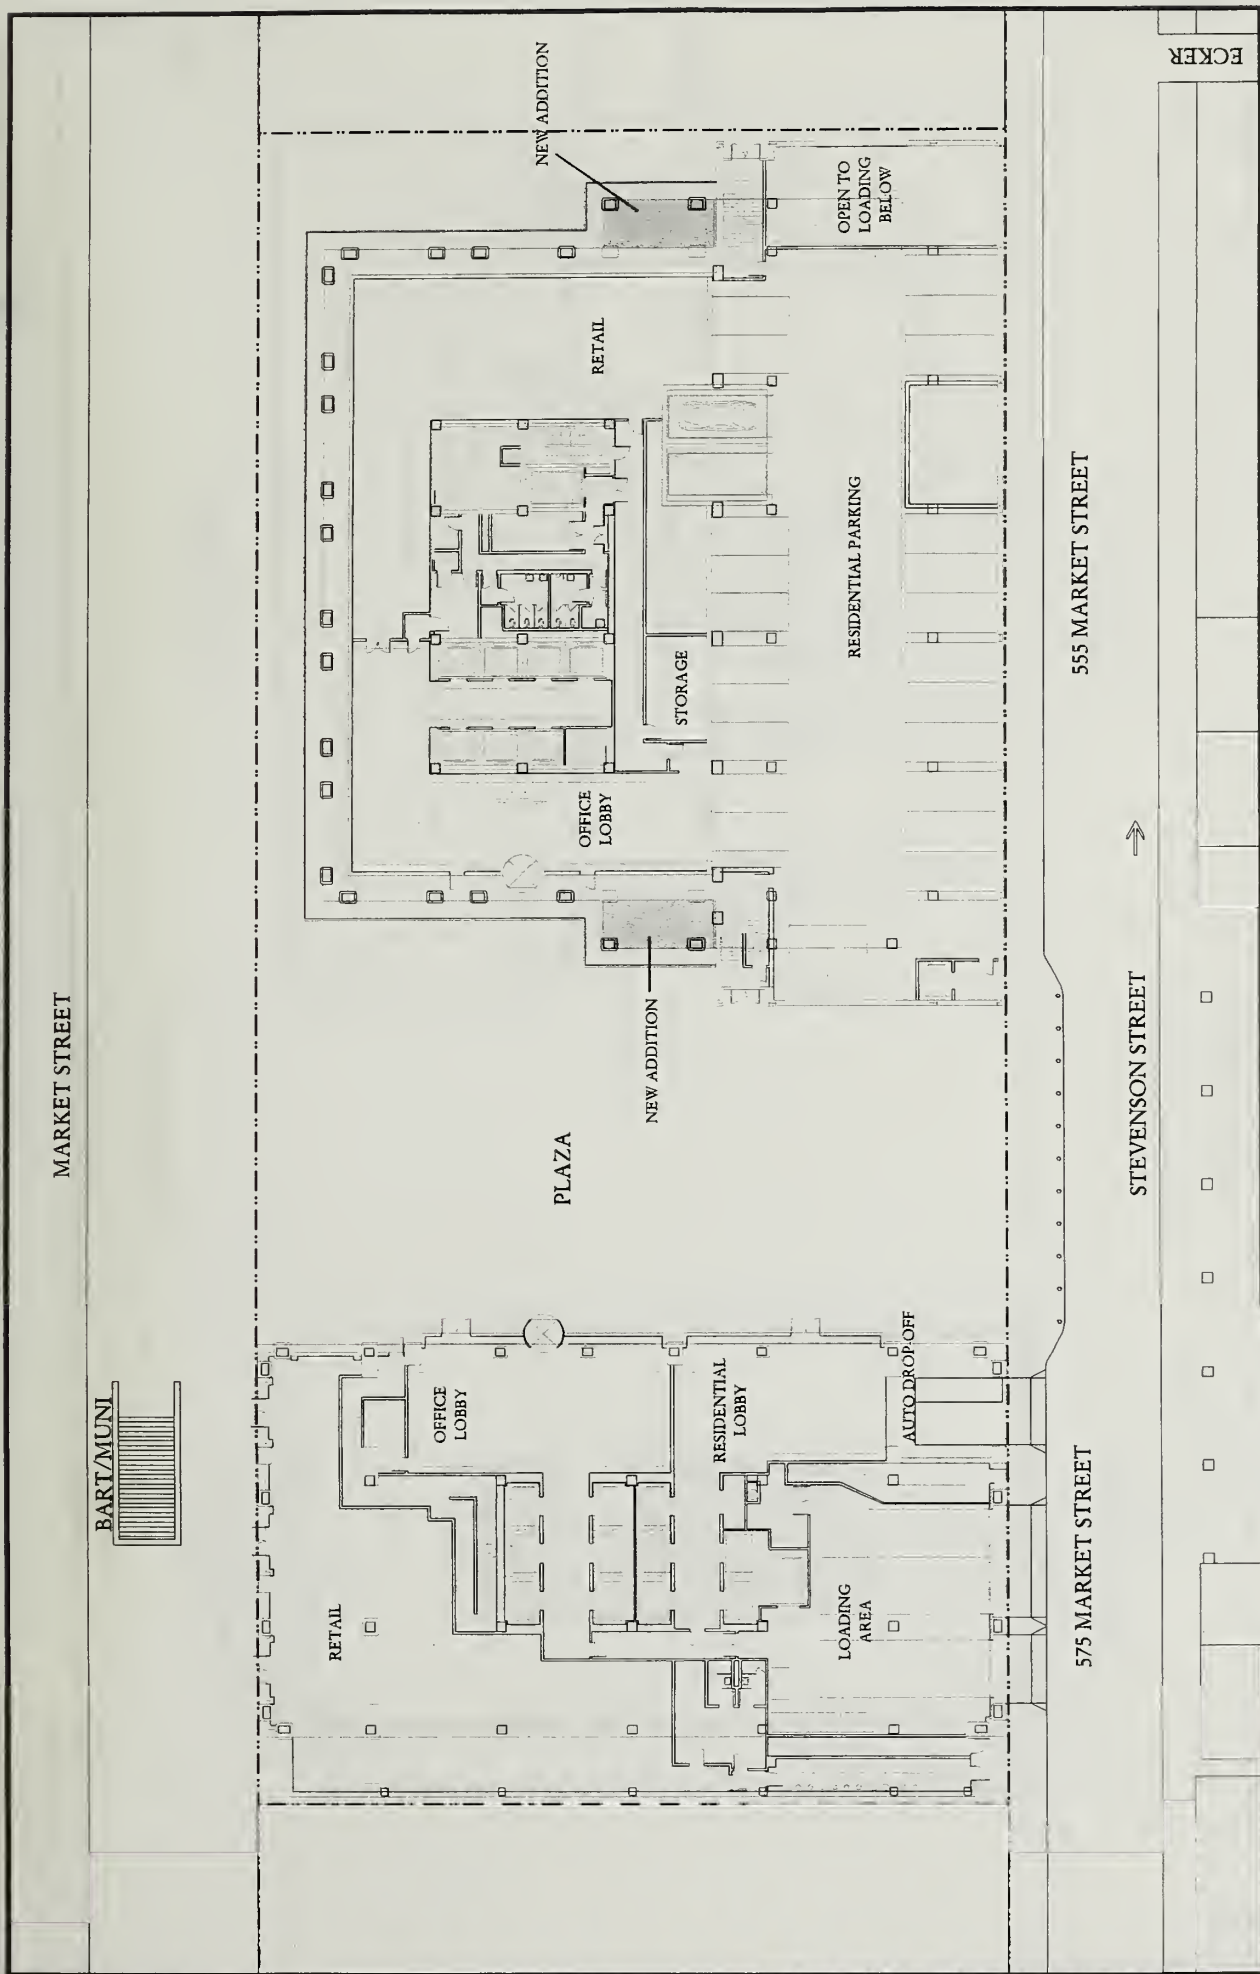 MARKET STREET
BART/MUNI
NEW ADDITION
RETAIL
OPEN TO
LOADING
BELOW
ECKER
OFFICE
LOBBY
STORAGE
RESIDENTIAL PARKING
NEW ADDITION
PLAZA
555 MARKET STREET
RETAIL
OFFICE
LOBBY
RESIDENTIAL
LOBBY
AUTO DROP-OFF
LOADING
AREA
575 MARKET STREET
STEVENSON STREET